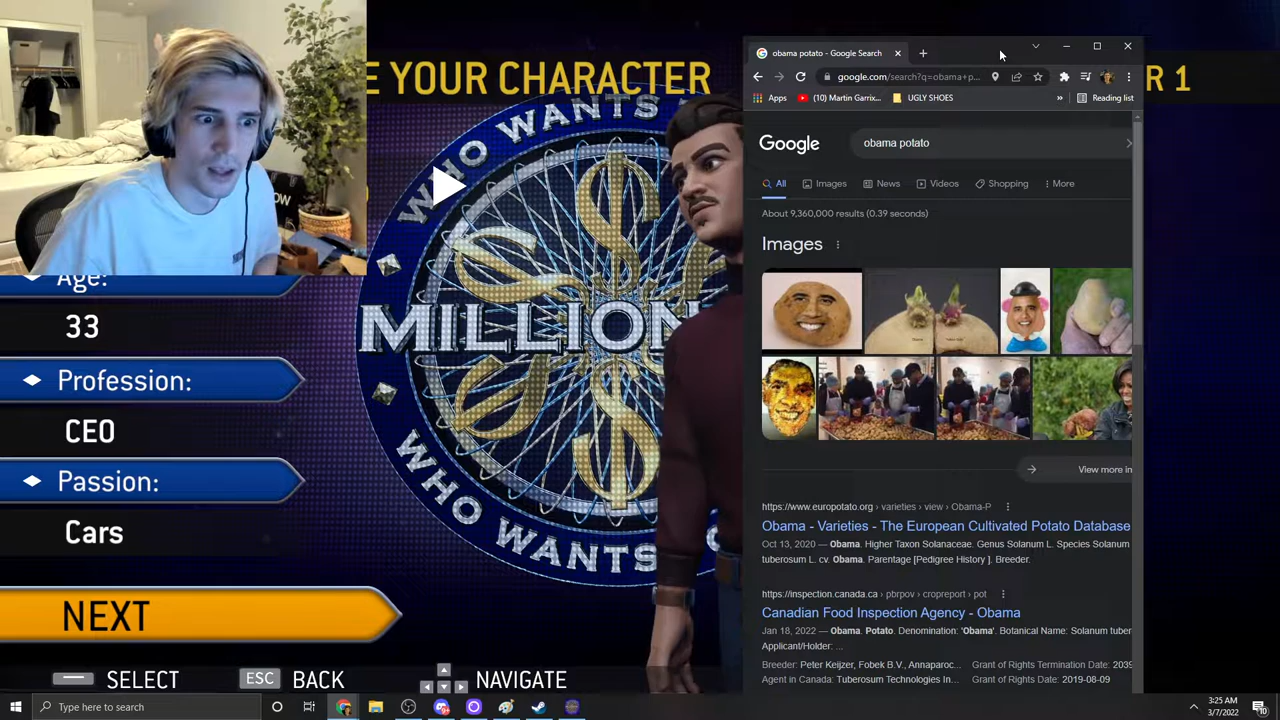 E YOUR CHARACTER
R 1
WHO WANTS
MILLION
WHO WANTS
Age:
33
Profession:
CEO
Passion:
Cars
NEXT
SELECT
ESC
BACK
NAVIGATE
obama potato - Google Search
google.com/search?q=obama+p...
Apps
(10) Martin Garrix...
UGLY SHOES
»
Reading list
Google
obama potato
All
Images
News
Videos
Shopping
More
About 9,360,000 results (0.39 seconds)
Images
View more in
https://www.europotato.org › varieties › view › Obama-P
Obama - Varieties - The European Cultivated Potato Database
Oct 13, 2020 — Obama. Higher Taxon Solanaceae. Genus Solanum L. Species Solanum
tuberosum L. cv. Obama. Parentage [Pedigree History ]. Breeder.
https://inspection.canada.ca › pbrpov › cropreport › pot
Canadian Food Inspection Agency - Obama
Jan 18, 2022 — Obama. Potato. Denomination: 'Obama'. Botanical Name: Solanum tuber
Applicant/Holder: ...
Breeder: Peter Keijzer, Fobek B.V., Annaparoc...
Grant of Rights Termination Date: 2039
Agent in Canada: Tuberosum Technologies In...
Grant of Rights Date: 2019-08-09
Type here to search
3:25 AM
3/7/2022